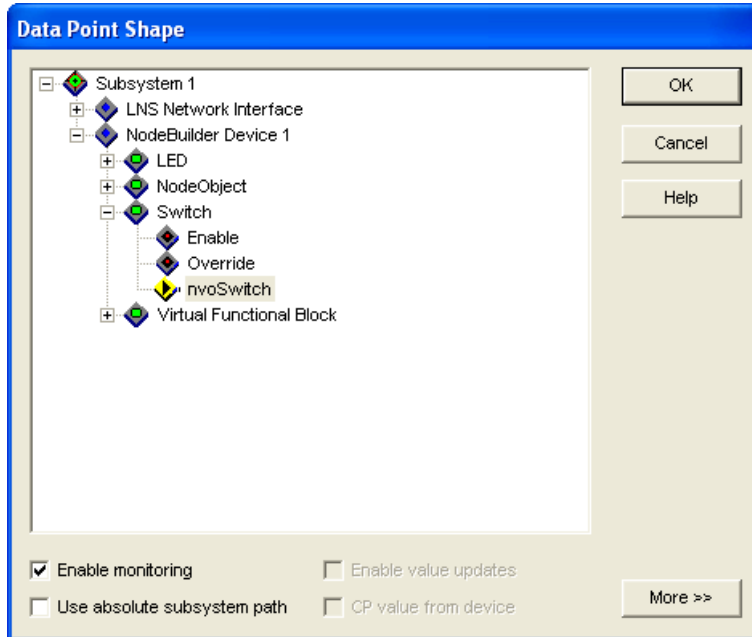 Data Point Shape
Subsystem 1
LNS Network Interface
NodeBuilder Device 1
LED
NodeObject
Switch
Enable
Override
nvoSwitch
Virtual Functional Block
OK
Cancel
Help
Enable monitoring
Enable value updates
Use absolute subsystem path
CP value from device
More >>